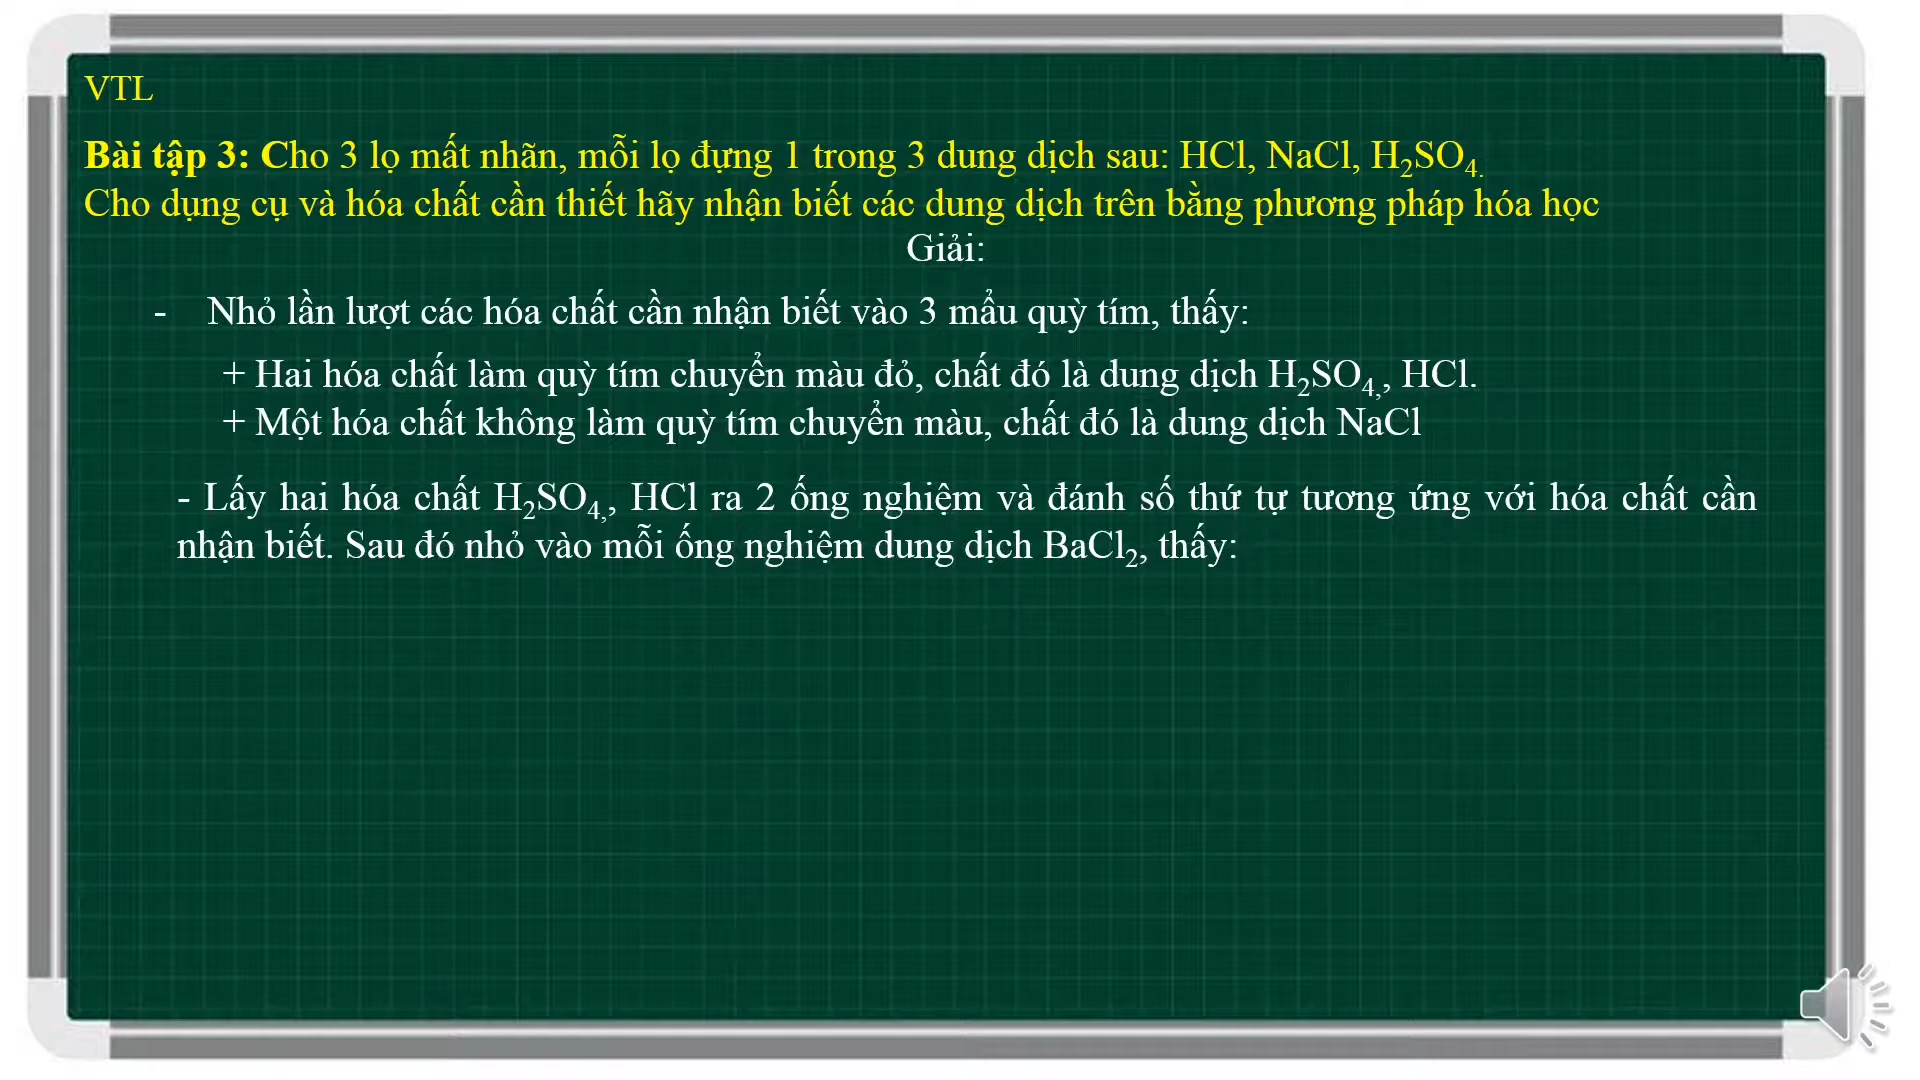 VTL
Bài tập 3: Cho 3 lọ mất nhãn, mỗi lọ đựng 1 trong 3 dung dịch sau: HCl, NaCl, H₂SO₄.
Cho dụng cụ và hóa chất cần thiết hãy nhận biết các dung dịch trên bằng phương pháp hóa học
Giải:
- Nhỏ lần lượt các hóa chất cần nhận biết vào 3 mẩu quỳ tím, thấy:
+ Hai hóa chất làm quỳ tím chuyển màu đỏ, chất đó là dung dịch H₂SO₄,, HCl.
+ Một hóa chất không làm quỳ tím chuyển màu, chất đó là dung dịch NaCl
- Lấy hai hóa chất H₂SO₄,, HCl ra 2 ống nghiệm và đánh số thứ tự tương ứng với hóa chất cần
nhận biết. Sau đó nhỏ vào mỗi ống nghiệm dung dịch BaCl₂, thấy: